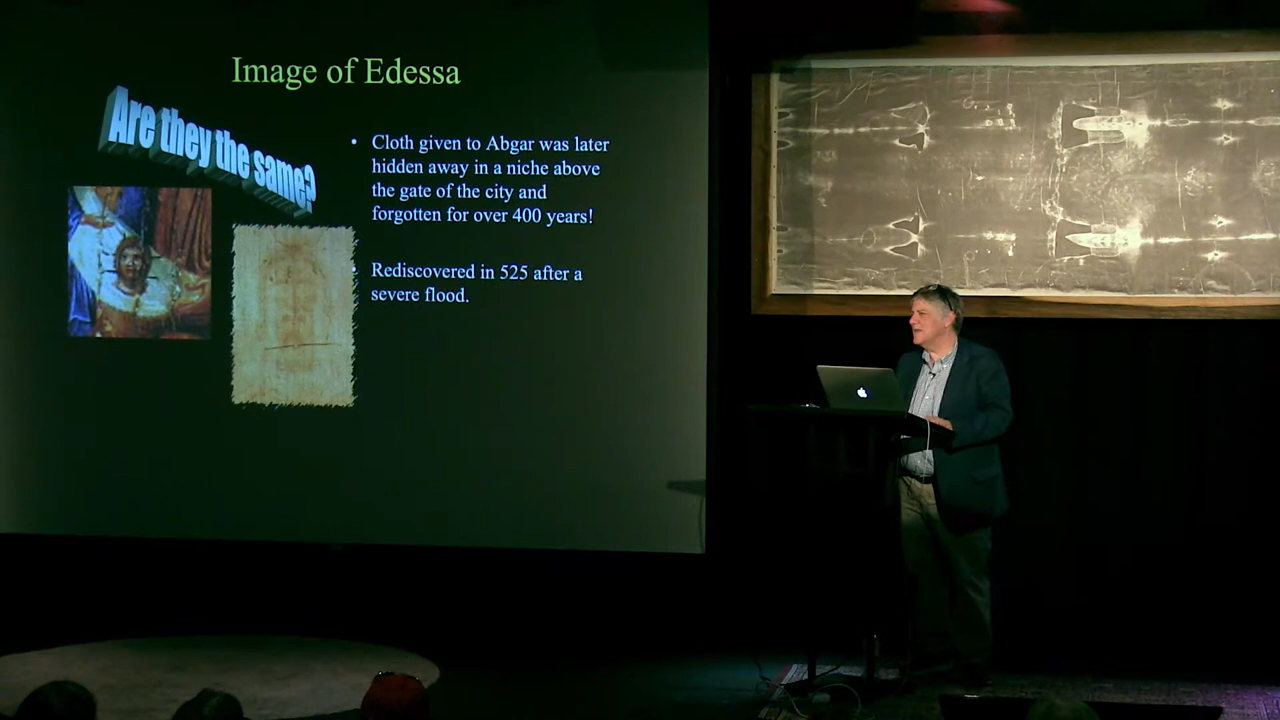 Image of Edessa
Are they the same?
• Cloth given to Abgar was later
hidden away in a niche above
the gate of the city and
forgotten for over 400 years!
Rediscovered in 525 after a
severe flood.